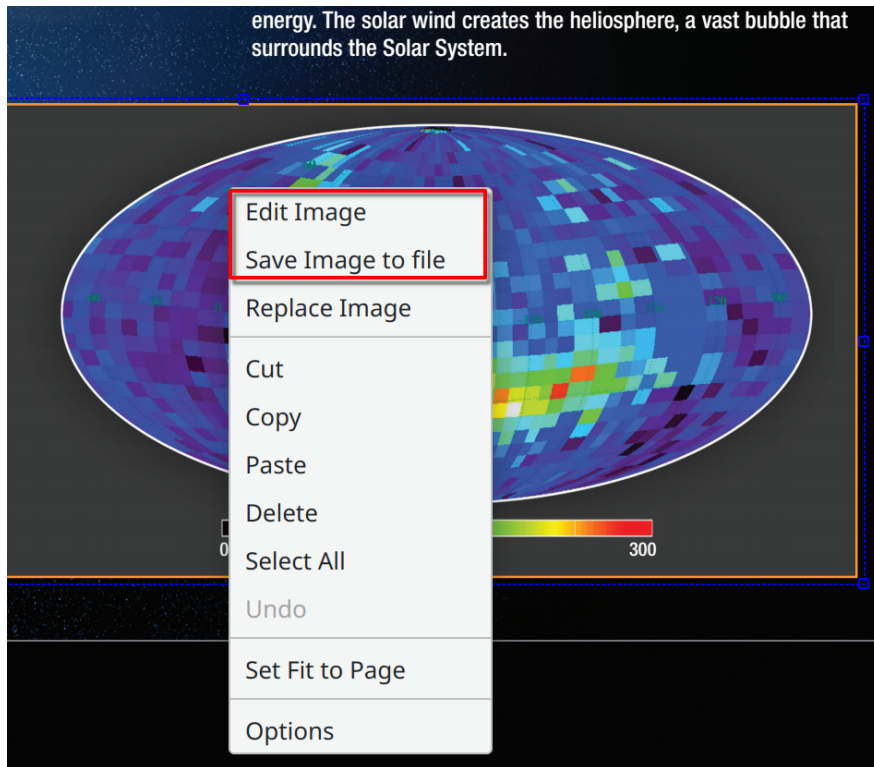 energy. The solar wind creates the heliosphere, a vast bubble that
surrounds the Solar System.
60
Edit Image
Save Image to file
Replace Image
Cut
Copy
Paste
Delete
Select All
Undo
Set Fit to Page
Options
0
300